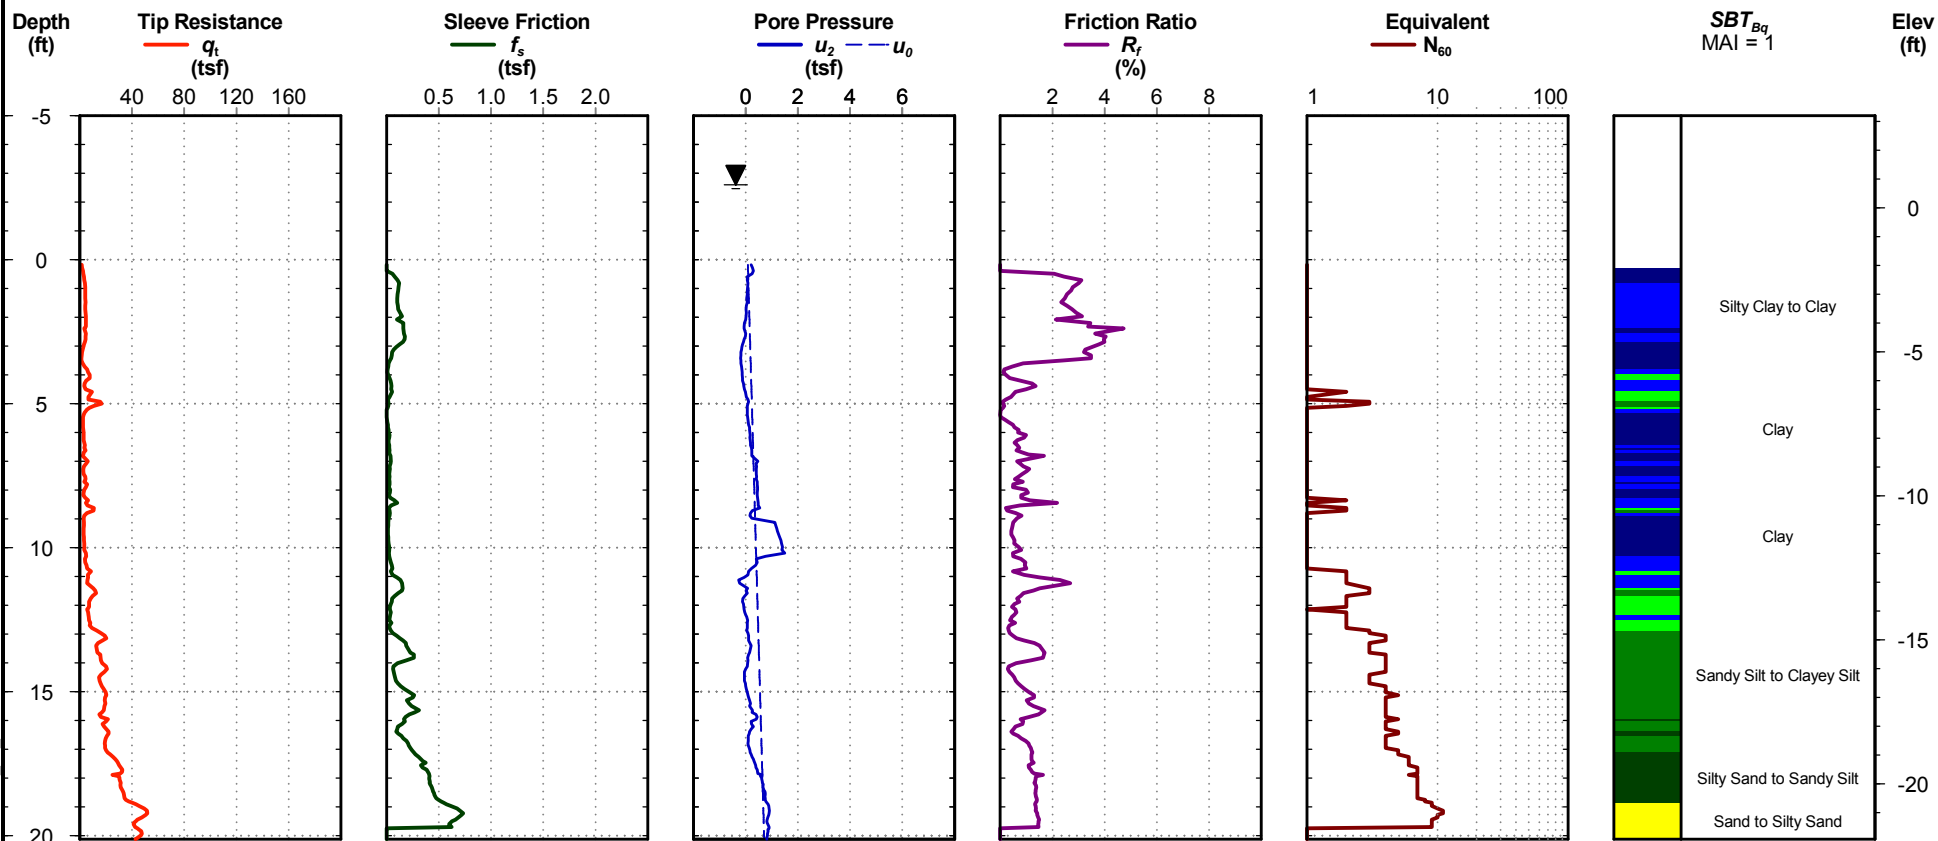 Depth
(ft)
Tip Resistance
qt
(tsf)
40 80 120 160
Sleeve Friction
fs
(tsf)
0.5 1.0 1.5 2.0
Pore Pressure
u2 u0
(tsf)
0 2 4 6
Friction Ratio
Rf
(%)
2 4 6 8
Equivalent
N60
1 10 100
SBTBq
MAI = 1
Elev
(ft)
-5
0
5
10
15
20
Silty Clay to Clay
Clay
Clay
Sandy Silt to Clayey Silt
Silty Sand to Sandy Silt
Sand to Silty Sand
0
-5
-10
-15
-20